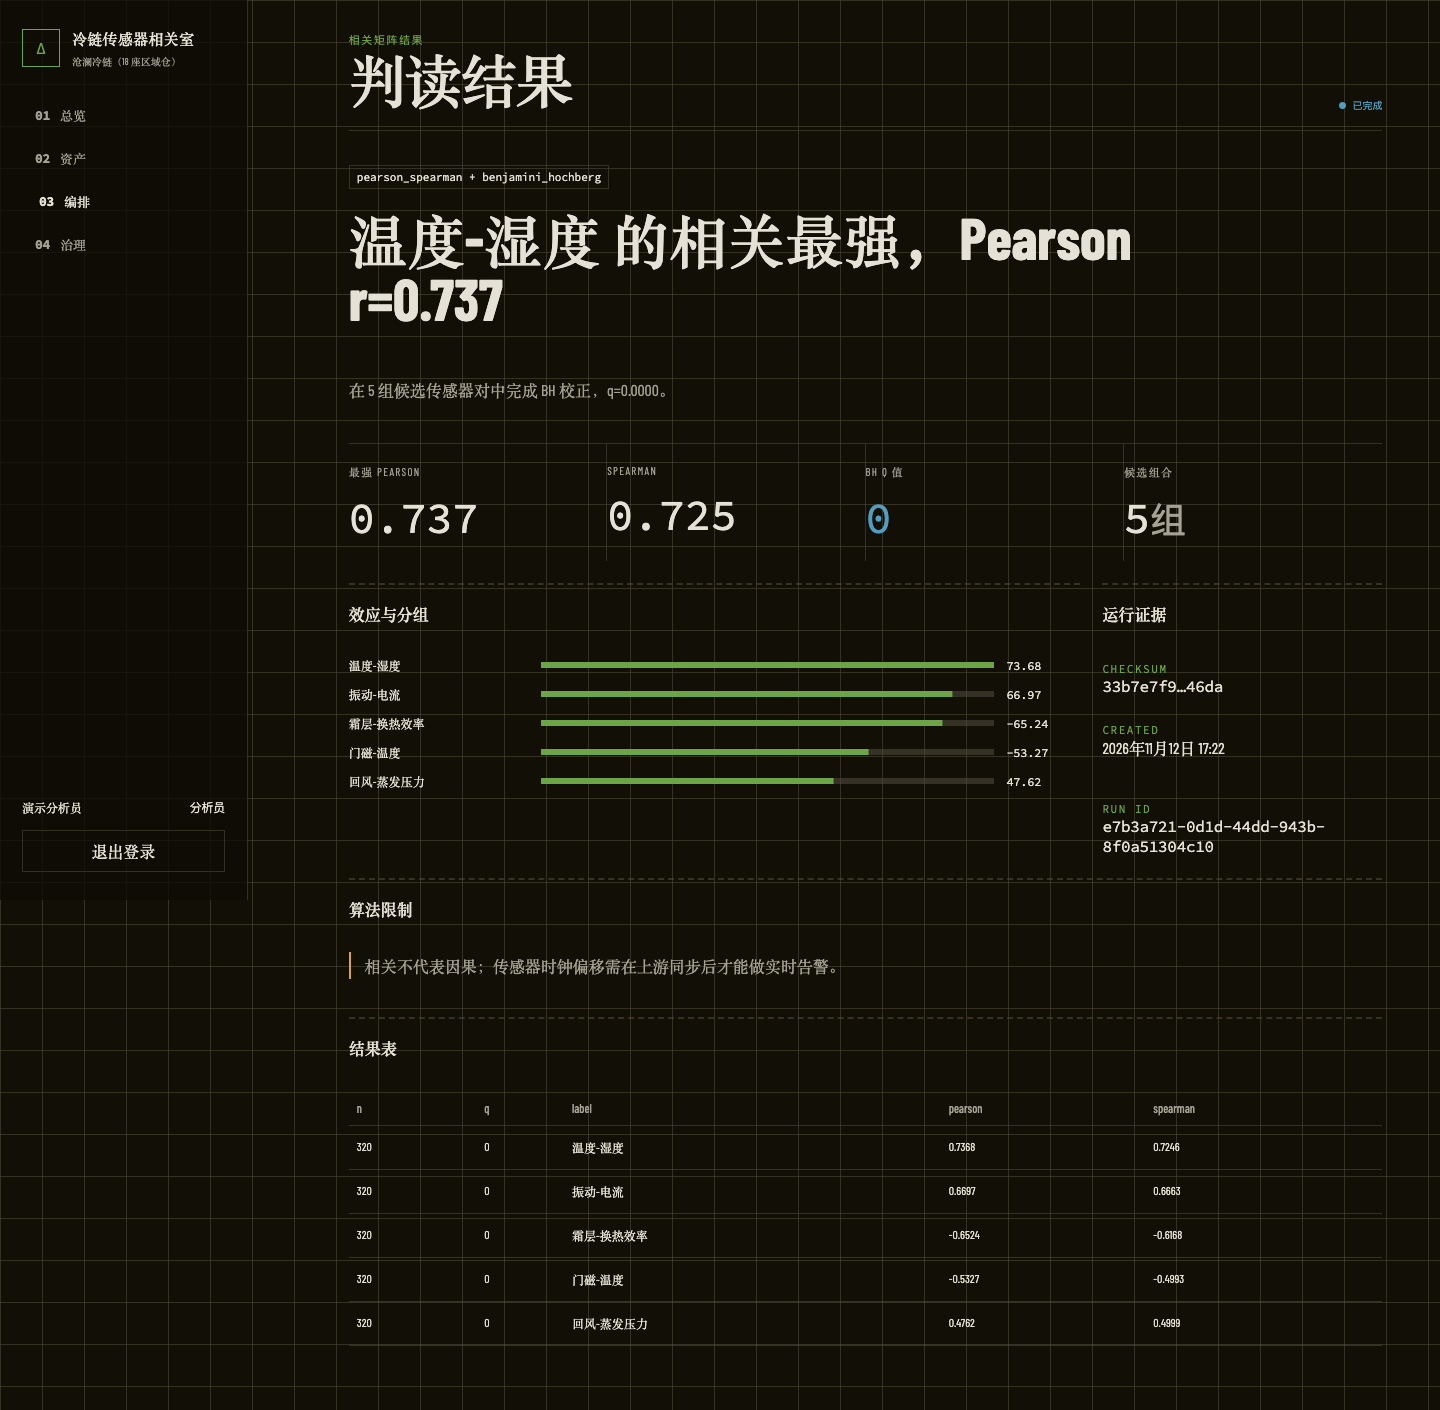 Δ
冷链传感器相关室
沧澜冷链（18 座区域仓）
01 总览
02 资产
03 编排
04 治理
演示分析员 分析员
退出登录
相关矩阵结果
判读结果
已完成
pearson_spearman + benjamini_hochberg
温度-湿度 的相关最强，Pearson
r=0.737
在 5 组候选传感器对中完成 BH 校正，q=0.0000。
最强 PEARSON
0.737
SPEARMAN
0.725
BH Q 值
0
候选组合
5组
效应与分组
温度-湿度 73.68
振动-电流 66.97
霜层-换热效率 -65.24
门磁-温度 -53.27
回风-蒸发压力 47.62
运行证据
CHECKSUM
33b7e7f9…46da
CREATED
2026年11月12日 17:22
RUN ID
e7b3a721-0d1d-44dd-943b-
8f0a51304c10
算法限制
相关不代表因果；传感器时钟偏移需在上游同步后才能做实时告警。
结果表
n q label pearson spearman
320 0 温度-湿度 0.7368 0.7246
320 0 振动-电流 0.6697 0.6663
320 0 霜层-换热效率 -0.6524 -0.6168
320 0 门磁-温度 -0.5327 -0.4993
320 0 回风-蒸发压力 0.4762 0.4999